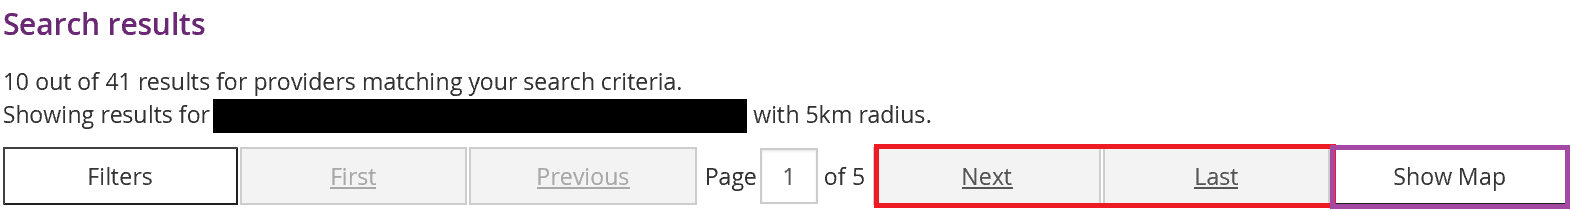 Search results
10 out of 41 results for providers matching your search criteria.
Showing results for with 5km radius.
Filters First Previous Page 1 of 5 Next Last Show Map